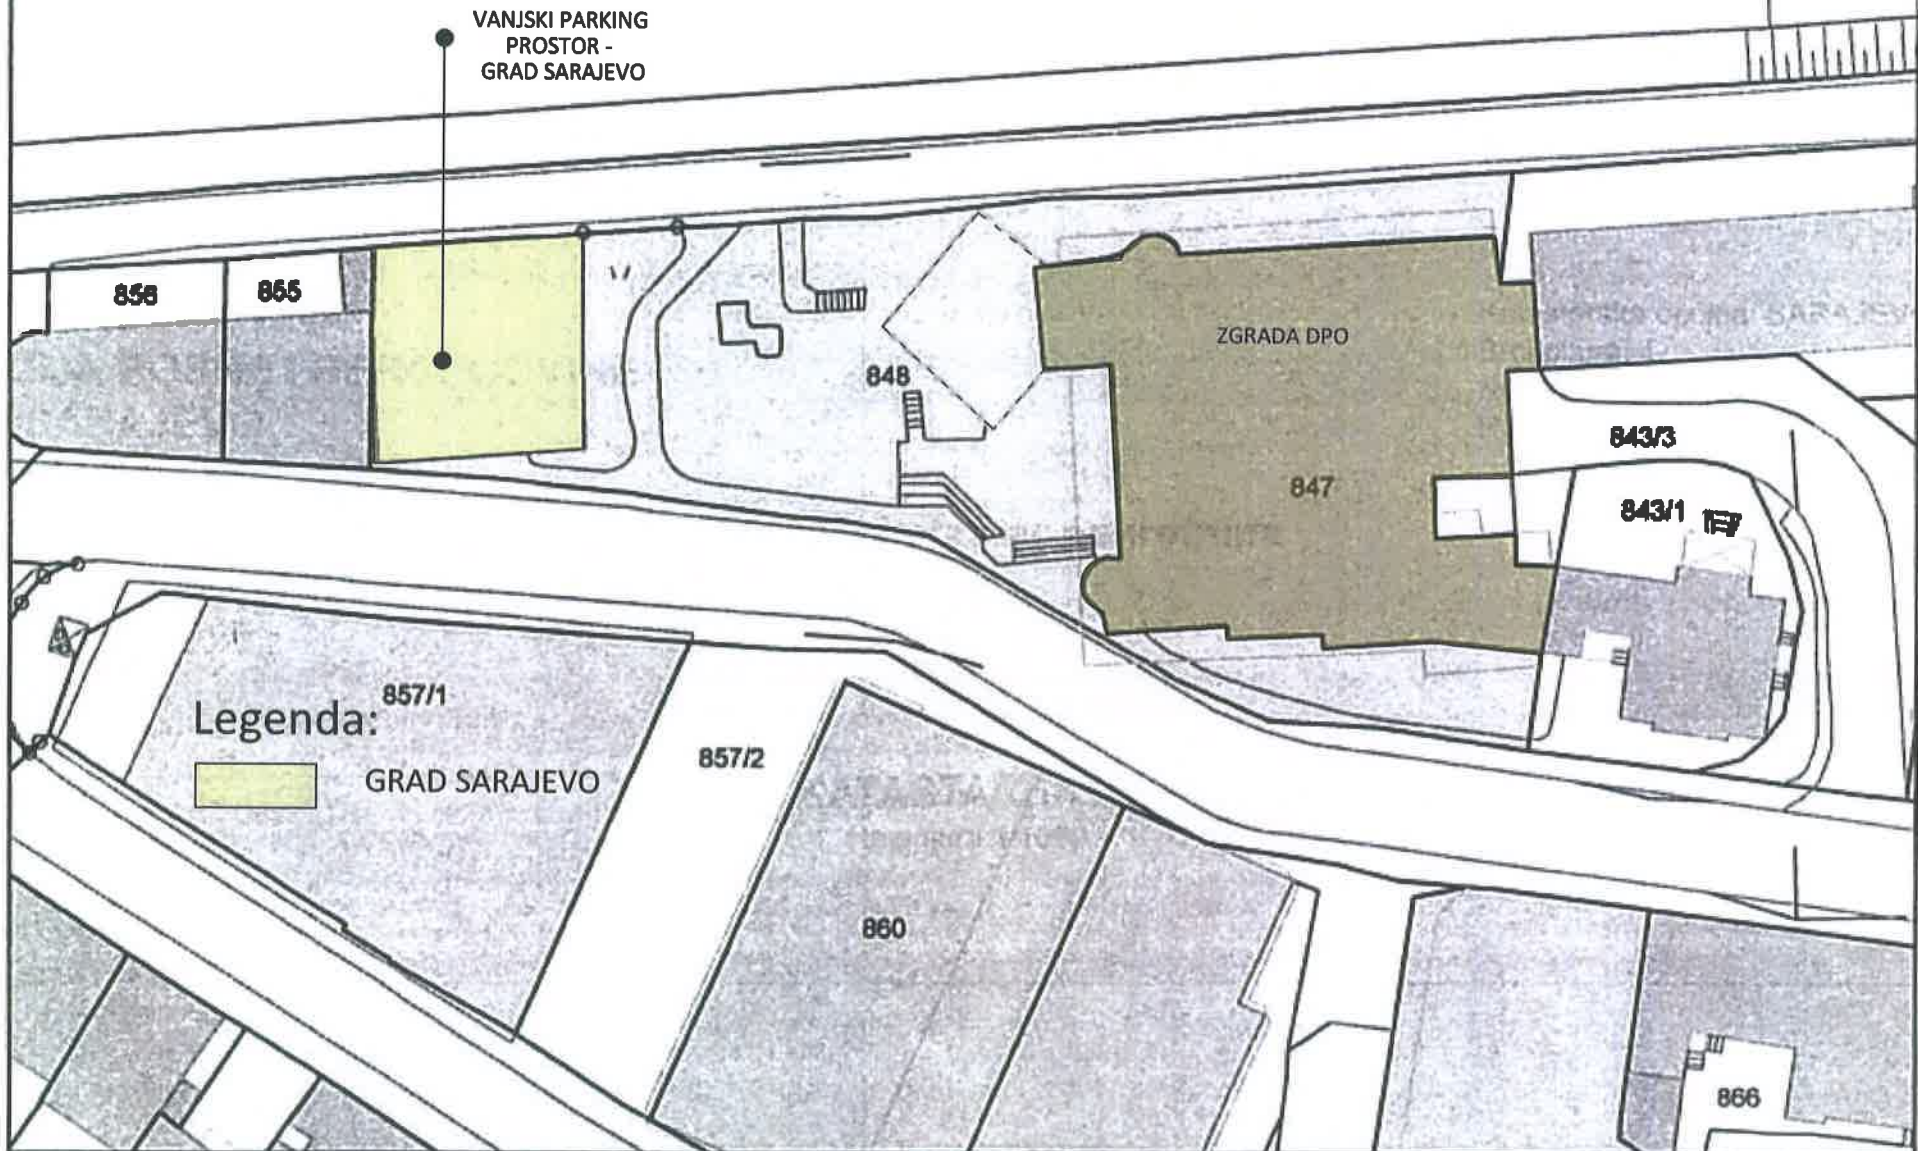 VANJSKI PARKING
PROSTOR -
GRAD SARAJEVO
856
855
ZGRADA DPO
848
843/3
847
843/1
857/1
Legenda:
857/2
GRAD SARAJEVO
860
866